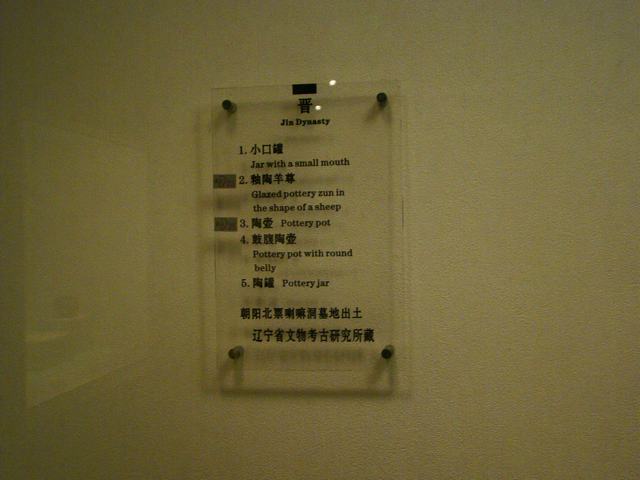 晋
Jin Dynasty
1. 小口罐
Jar with a small mouth
2. 釉陶羊尊
Glazed pottery zun in
the shape of a sheep
3. 陶壶 Pottery pot
4. 鼓腹陶壶
Pottery pot with round
belly
5. 陶罐 Pottery jar
朝阳北票喇嘛洞墓地出土
辽宁省文物考古研究所藏